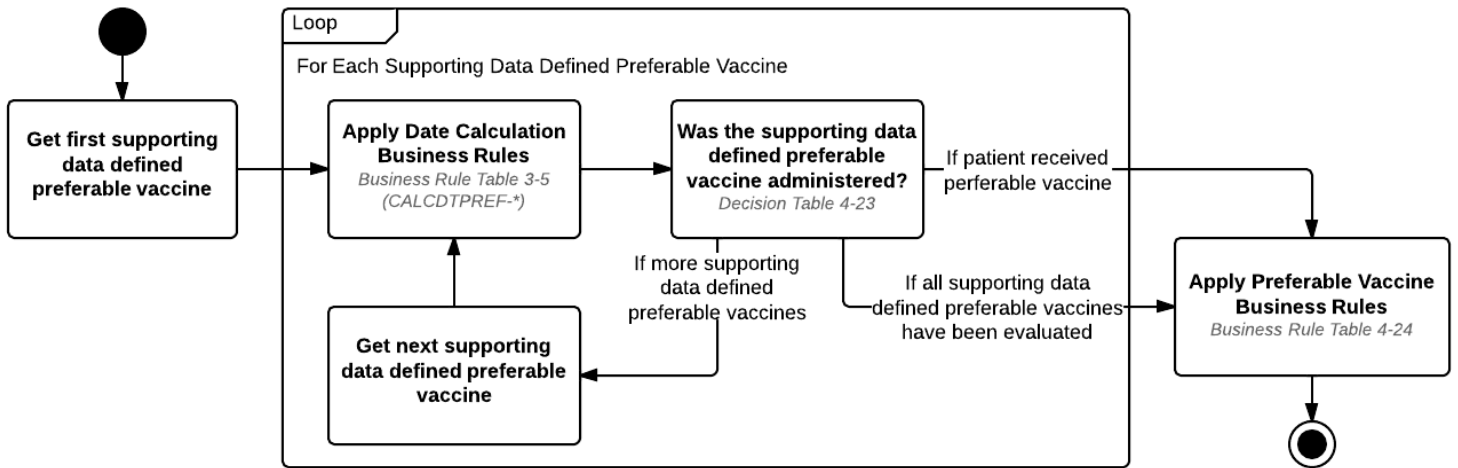 Loop
For Each Supporting Data Defined Preferable Vaccine
Get first supporting
data defined
preferable vaccine
Apply Date Calculation
Business Rules
Business Rule Table 3-5
(CALCDTPREF-*)
Was the supporting data
defined preferable
vaccine administered?
Decision Table 4-23
If patient received
perferable vaccine
If more supporting
data defined
preferable vaccines
If all supporting data
defined preferable vaccines
have been evaluated
Get next supporting
data defined preferable
vaccine
Apply Preferable Vaccine
Business Rules
Business Rule Table 4-24